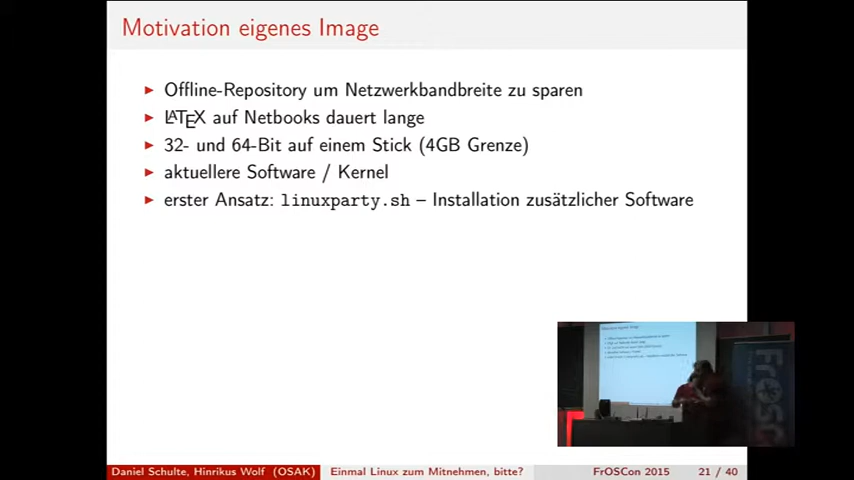 Motivation eigenes Image
Offline-Repository um Netzwerkbandbreite zu sparen
LATEX auf Netbooks dauert lange
32- und 64-Bit auf einem Stick (4GB Grenze)
aktuellere Software / Kernel
erster Ansatz: linuxparty.sh – Installation zusätzlicher Software
FrOSC
Daniel Schulte, Hinrikus Wolf (OSAK) Einmal Linux zum Mitnehmen, bitte? FrOSCon 2015 21 / 40